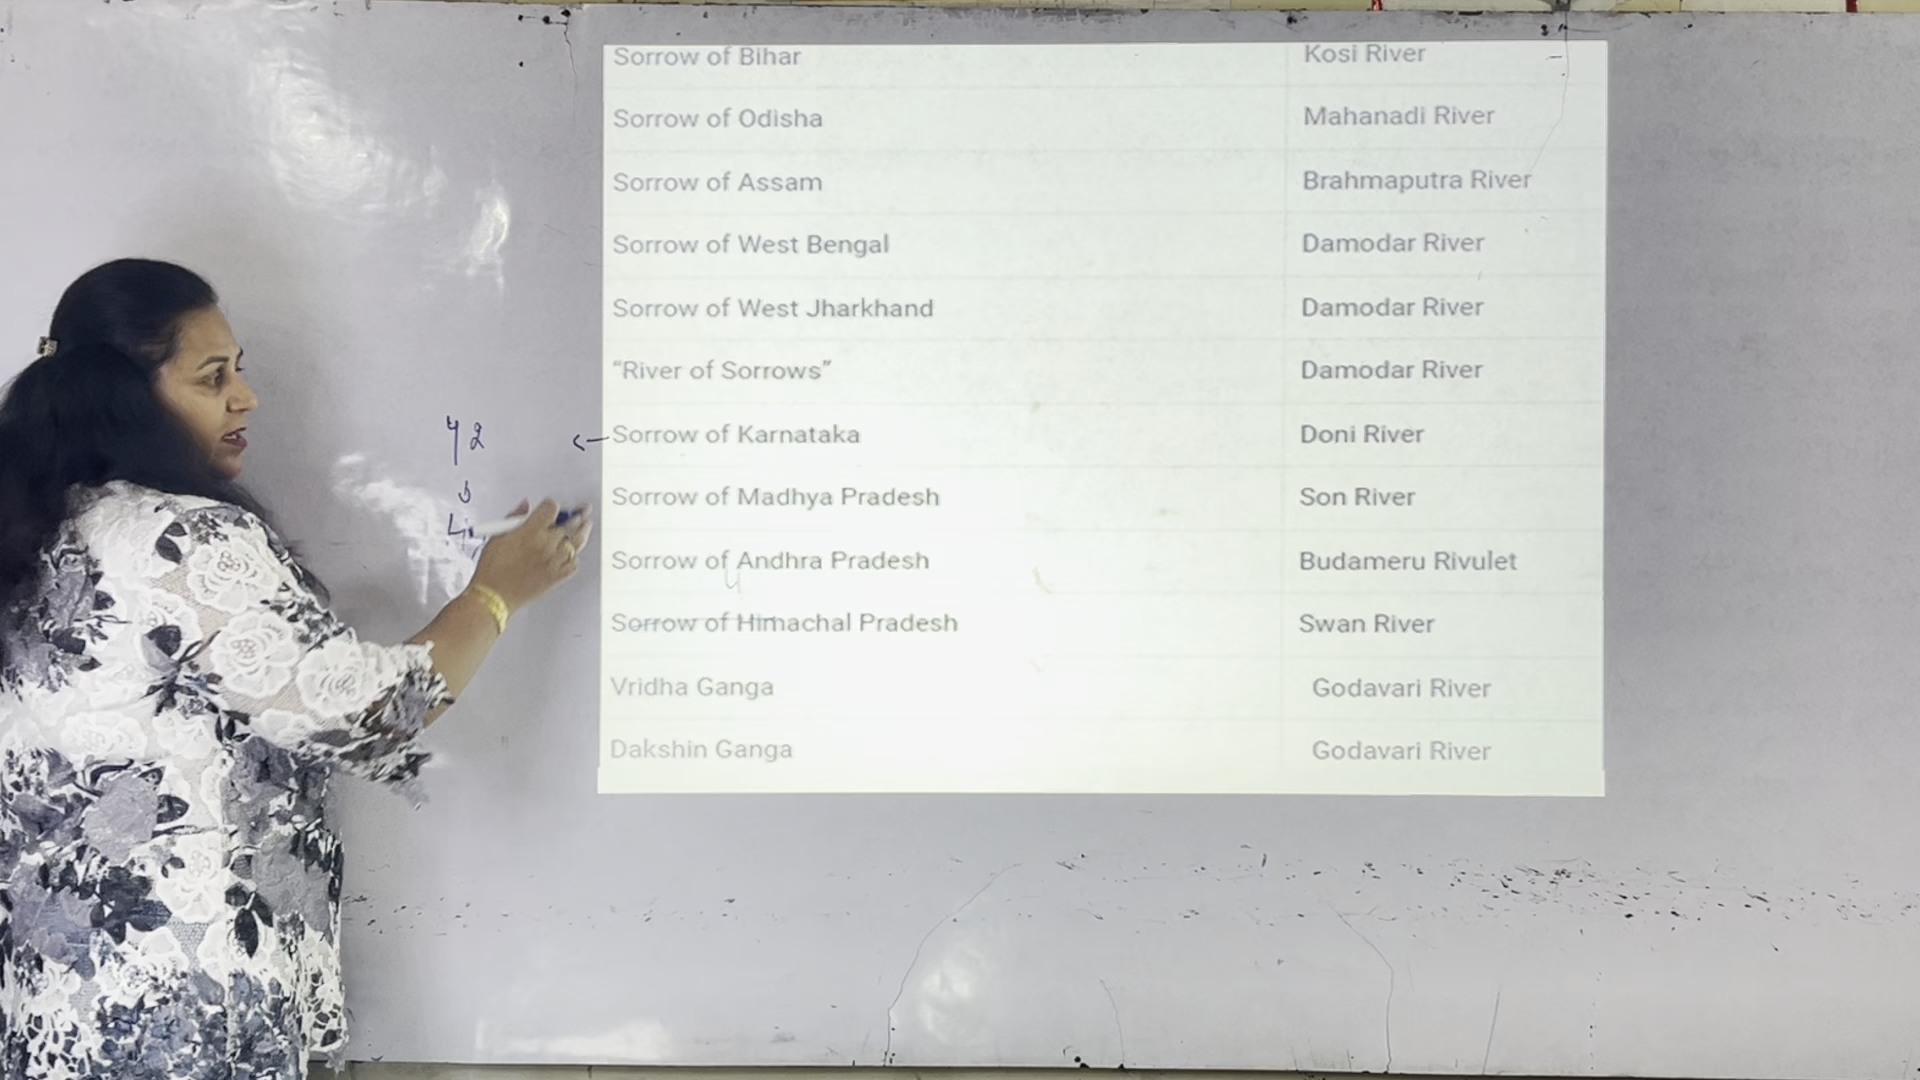 Sorrow of Bihar Kosi River
Sorrow of Odisha Mahanadi River
Sorrow of Assam Brahmaputra River
Sorrow of West Bengal Damodar River
Sorrow of West Jharkhand Damodar River
“River of Sorrows” Damodar River
Sorrow of Karnataka Doni River
Sorrow of Madhya Pradesh Son River
Sorrow of Andhra Pradesh Budameru Rivulet
Sorrow of Himachal Pradesh Swan River
Vridha Ganga Godavari River
Dakshin Ganga Godavari River